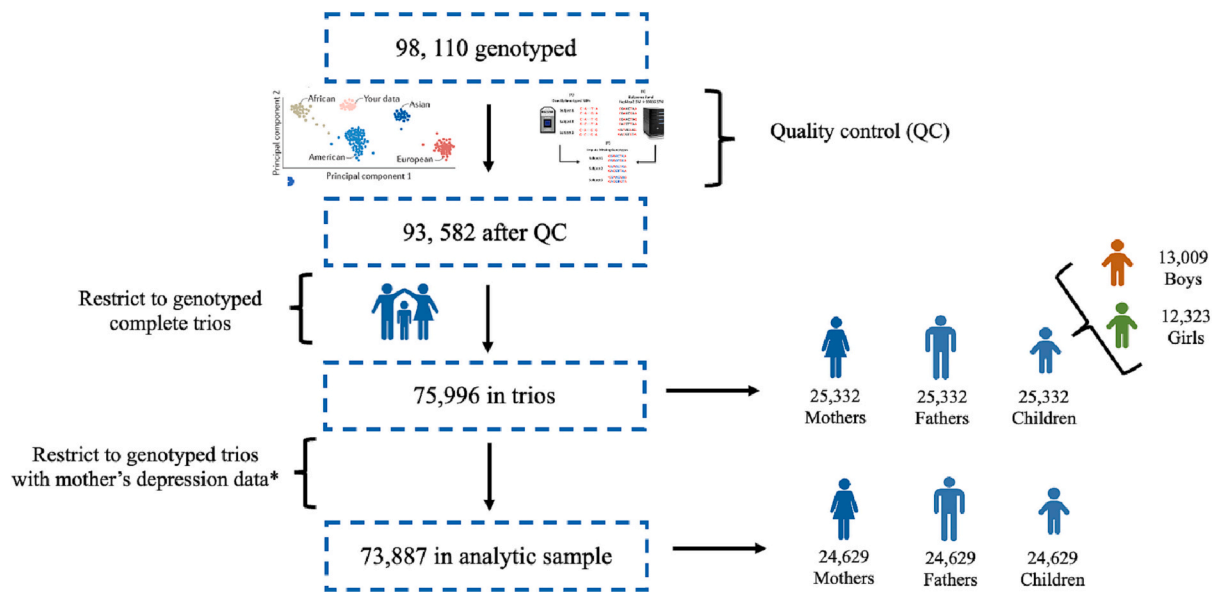 98, 110 genotyped
Principal component 2
African
Your data
Asian
American
European
Principal component 1
Quality control (QC)
93, 582 after QC
Restrict to genotyped
complete trios
13,009
Boys
12,323
Girls
75,996 in trios
25,332
Mothers
25,332
Fathers
25,332
Children
Restrict to genotyped trios
with mother’s depression data*
73,887 in analytic sample
24,629
Mothers
24,629
Fathers
24,629
Children